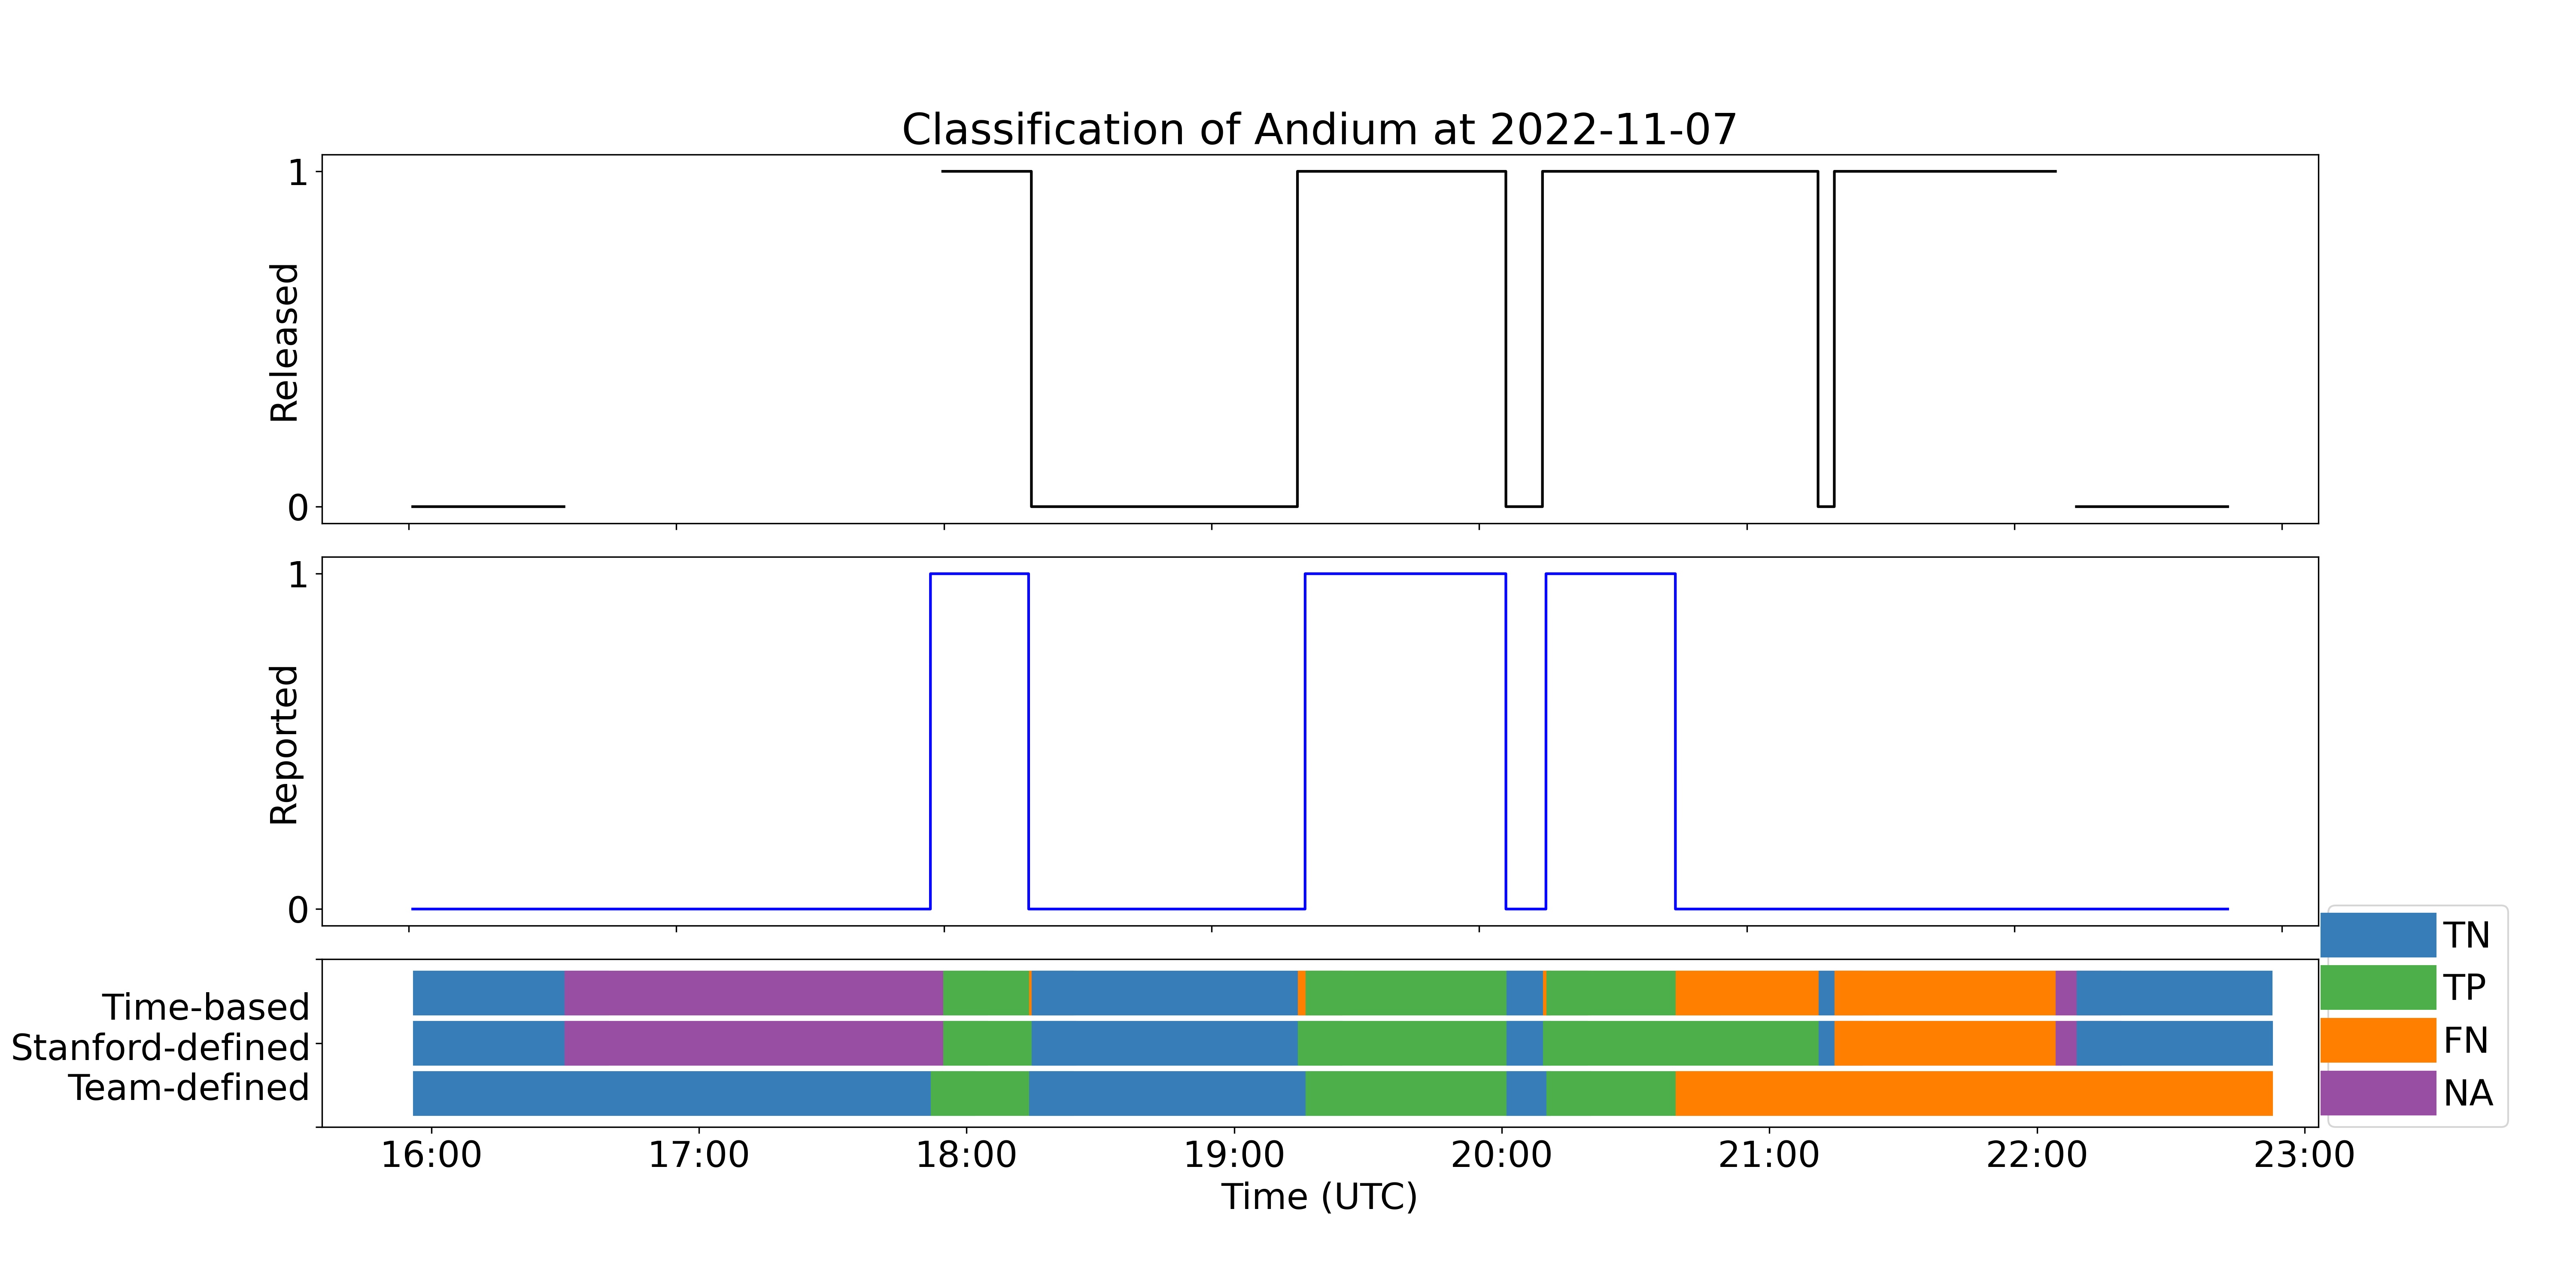 Classification of Andium at 2022-11-07
1
Released
0
1
Reported
0
TN
TP
FN
NA
Time-based
Stanford-defined
Team-defined
16:00 17:00 18:00 19:00 20:00 21:00 22:00 23:00
Time (UTC)